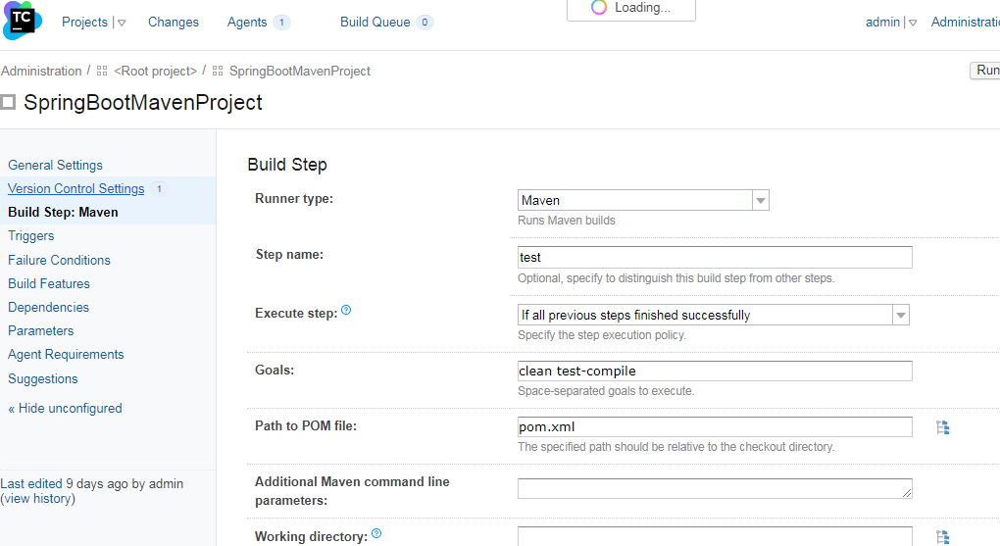 Loading...
TC
Projects | Changes Agents 1 Build Queue 0 admin |
Administration / <Root project> / SpringBootMavenProject
Run
SpringBootMavenProject
General Settings
Version Control Settings 1
Build Step: Maven
Triggers
Failure Conditions
Build Features
Dependencies
Parameters
Agent Requirements
Suggestions
« Hide unconfigured
Last edited 9 days ago by admin
(view history)
Build Step
Runner type: Maven
Runs Maven builds
Step name: test
Optional, specify to distinguish this build step from other steps.
Execute step: ? If all previous steps finished successfully
Specify the step execution policy.
Goals: clean test-compile
Space-separated goals to execute.
Path to POM file: pom.xml
The specified path should be relative to the checkout directory.
Additional Maven command line
parameters:
Working directory: ?